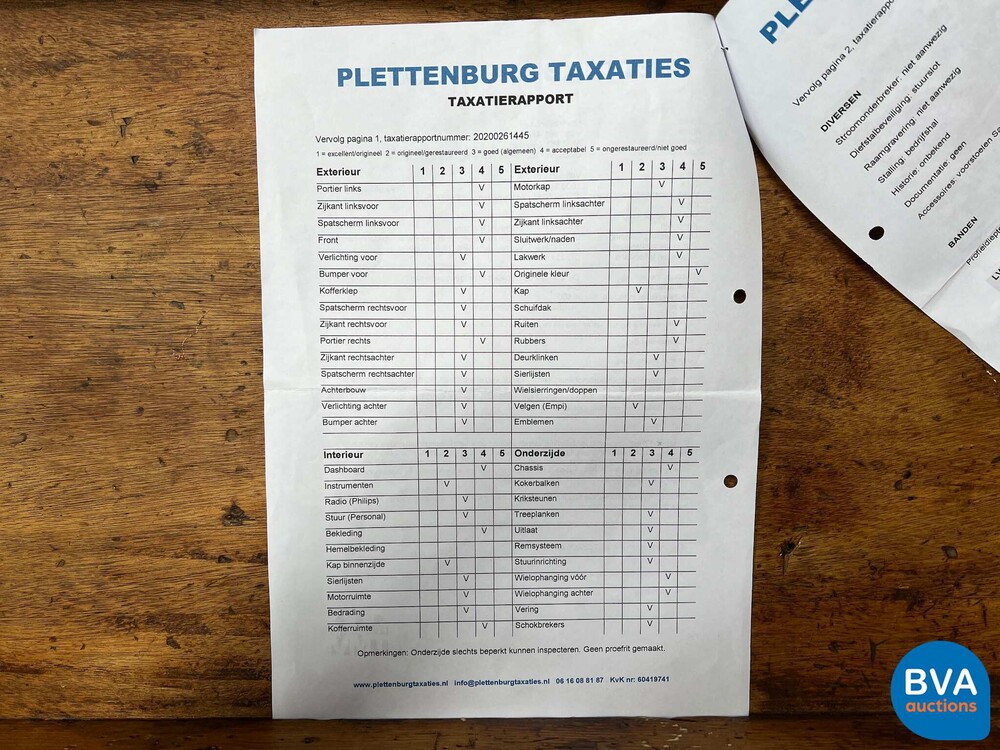 PLETTENBURG TAXATIES
TAXATIERAPPORT
Vervolg pagina 1, taxatierapportnummer: 20200261445
1 = excellent/origineel 2 = origineel/gerestaureerd 3 = goed (algemeen) 4 = acceptabel 5 = ongerestaureerd/niet goed
Exterieur 1 2 3 4 5 Exterieur 1 2 3 4 5
Portier links V Motorkap V
Zijkant linksvoor V Spatscherm linksachter V
Spatscherm linksvoor V Zijkant linksachter V
Front V Sluitwerk/naden V
Verlichting voor V Lakwerk V
Bumper voor V Originele kleur V
Kofferklep V Kap V
Spatscherm rechtsvoor V Schuifdak
Zijkant rechtsvoor V Ruiten V
Portier rechts V Rubbers V
Zijkant rechtsachter V Deurklinken V
Spatscherm rechtsachter V Sierlijsten V
Achterbouw V Wielsierringen/doppen
Verlichting achter V Velgen (Empi) V
Bumper achter V Emblemen V
Interieur 1 2 3 4 5 Onderzijde 1 2 3 4 5
Dashboard V Chassis V
Instrumenten V Kokerbalken V
Radio (Philips) V Kriksteunen
Stuur (Personal) V Treeplanken V
Bekleding V Uitlaat V
Hemelbekleding Remsysteem V
Kap binnenzijde V Stuurinrichting V
Sierlijsten V Wielophanging vóór V
Motorruimte V Wielophanging achter V
Bedrading V Vering V
Kofferruimte V Schokbrekers V
Opmerkingen: Onderzijde slechts beperkt kunnen inspecteren. Geen proefrit gemaakt.
www.plettenburgtaxaties.nl info@plettenburgtaxaties.nl 06 16 08 81 87 KvK nr: 60419741
PLE
Vervolg pagina 2, taxatierappo
DIVERSEN
Stroomonderbreker: niet aanwezig
Diefstalbeveiliging: stuurslot
Raamgravering: niet aanwezig
Stalling: bedrijfshal
Historie: onbekend
Documentatie: geen
Accessoires: voorstoelen
BANDEN
BVA
auctions